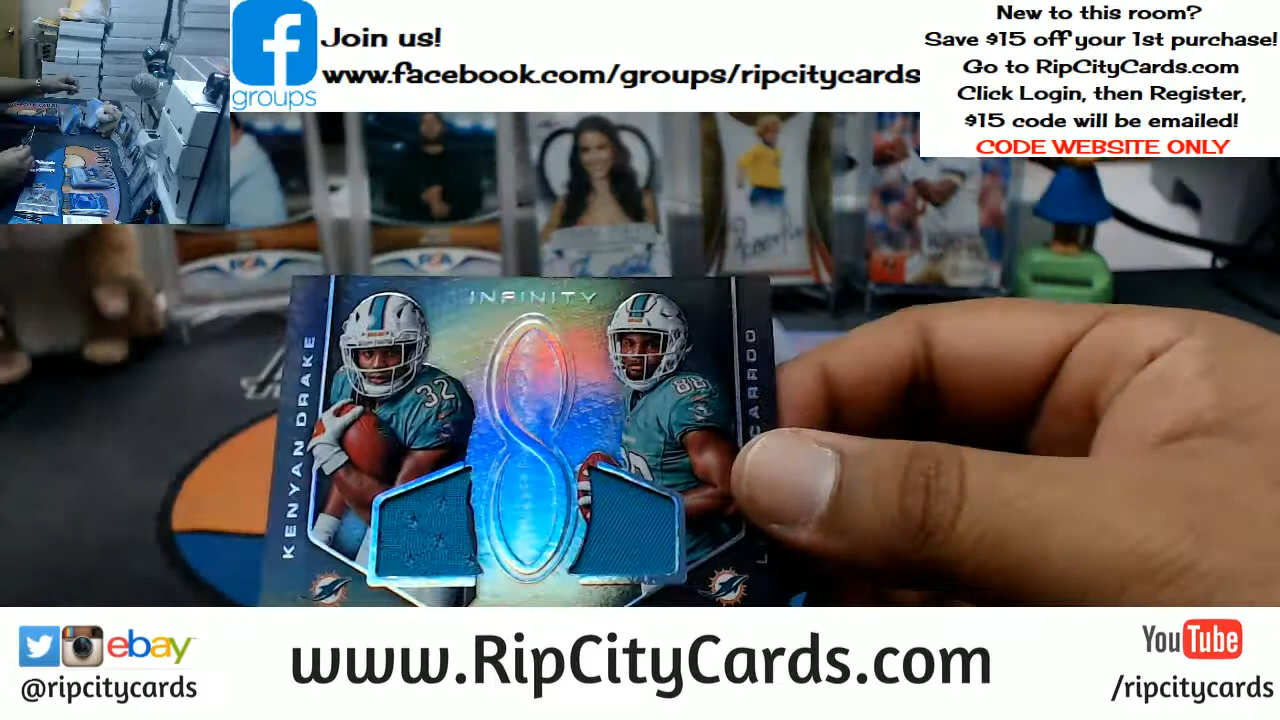 Join us!
www.facebook.com/groups/ripcitycards
groups
New to this room?
Save $15 off your 1st purchase!
Go to RipCityCards.com
Click Login, then Register,
$15 code will be emailed!
CODE WEBSITE ONLY
INFINITY
KENYAN DRAKE
32
ebay
@ripcitycards
www.RipCityCards.com
YouTube
/ripcitycards